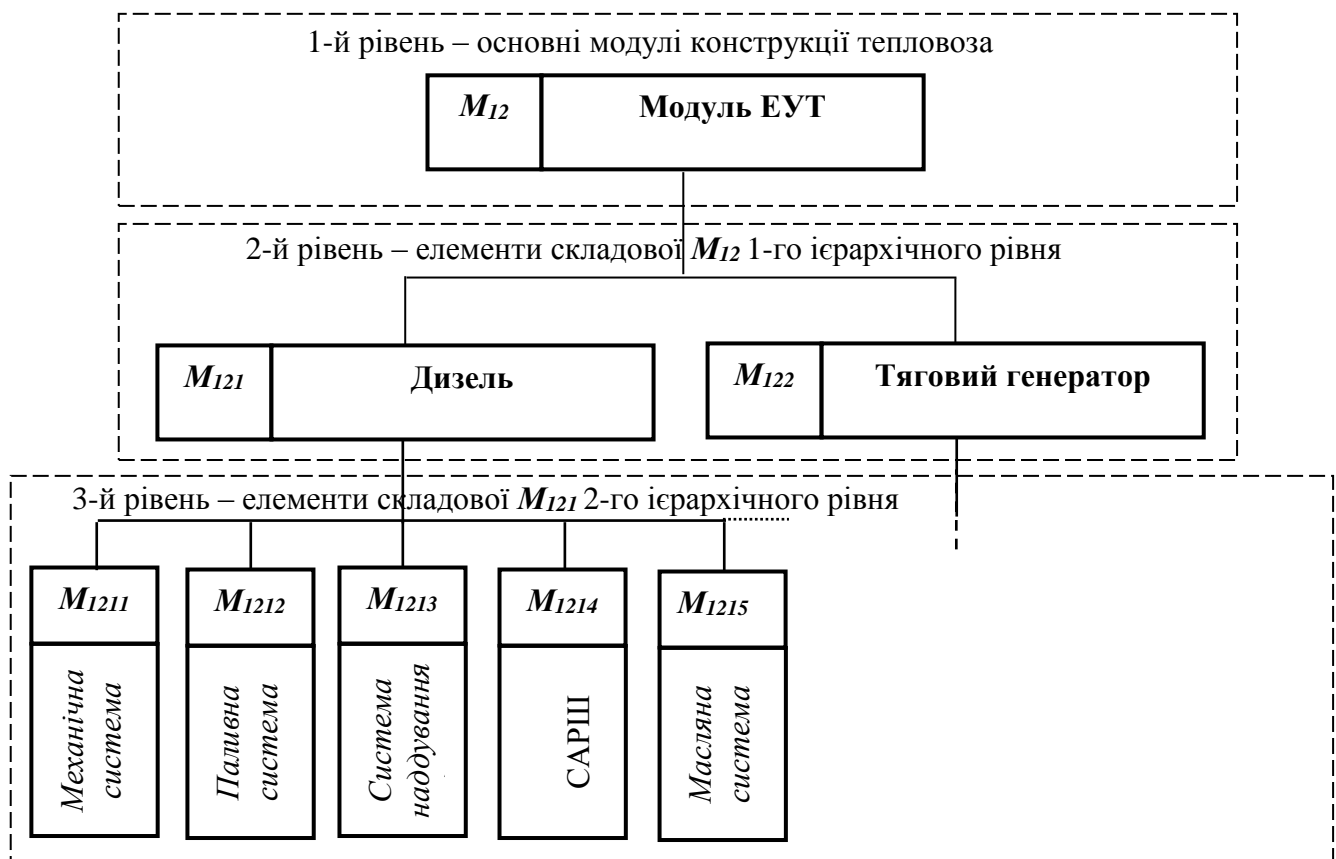 1-й рівень – основні модулі конструкції тепловоза
M12 Модуль ЕУТ
2-й рівень – елементи складової M12 1-го ієрархічного рівня
M121 Дизель
M122 Тяговий генератор
3-й рівень – елементи складової M121 2-го ієрархічного рівня
M1211
Механічна
система
M1212
Паливна
система
M1213
Система
наддування
M1214
САРШ
M1215
Масляна
система